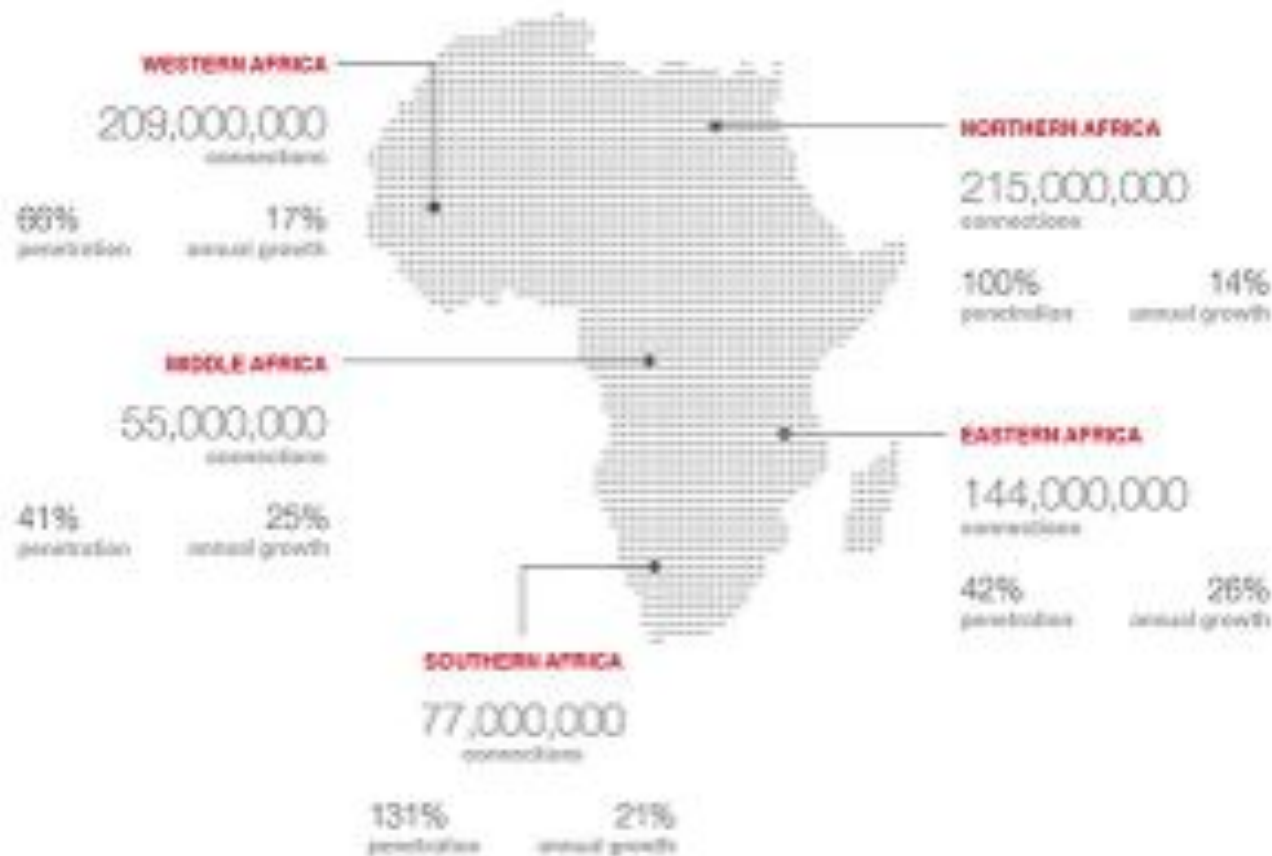 WESTERN AFRICA
209,000,000
connections
66% 17%
penetration annual growth
NORTHERN AFRICA
215,000,000
connections
100% 14%
penetration annual growth
MIDDLE AFRICA
55,000,000
connections
41% 25%
penetration annual growth
EASTERN AFRICA
144,000,000
connections
42% 26%
penetration annual growth
SOUTHERN AFRICA
77,000,000
connections
131% 21%
penetration annual growth